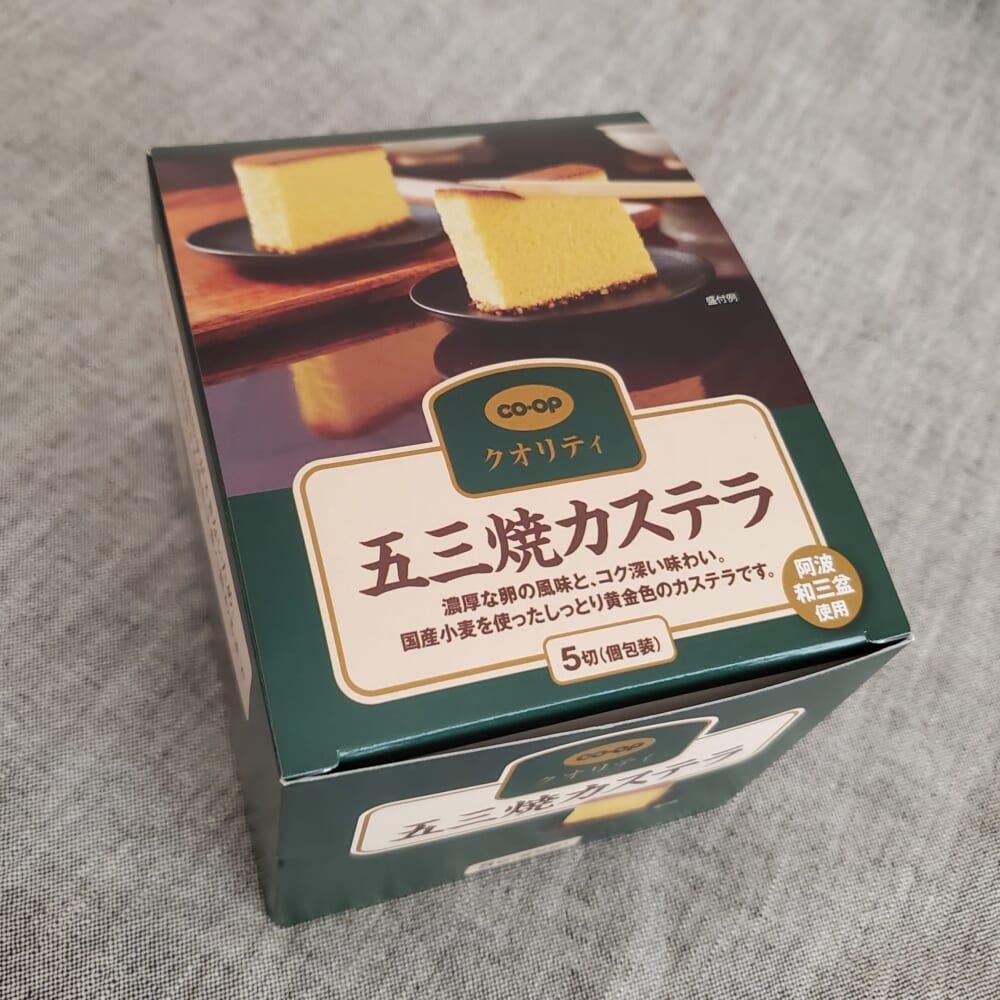 盛付例
CO·OP
クオリティ
五三焼カステラ
濃厚な卵の風味と、コク深い味わい。
国産小麦を使ったしっとり黄金色のカステラです。
阿波
和三盆
使用
5切(個包装)
CO·OP
クオリティ
五三焼カステラ